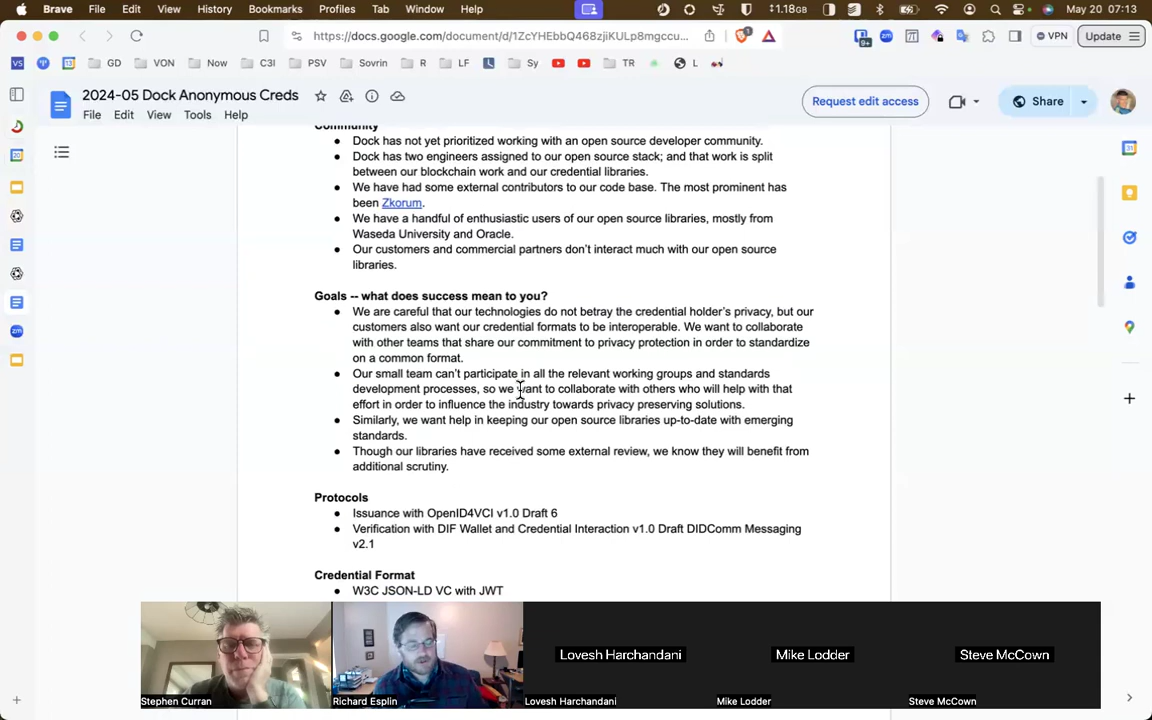 Brave File Edit View History Bookmarks Profiles Tab Window Help 1.18GB May 20 07:13
https://docs.google.com/document/d/1ZcYHEbbQ468zjiKULp8mgccu... 9+ VPN Update
VS GD VON Now C3I PSV Sovrin R LF Sy TR L
2024-05 Dock Anonymous Creds
File Edit View Tools Help
Request edit access Share
Community
● Dock has not yet prioritized working with an open source developer community.
● Dock has two engineers assigned to our open source stack; and that work is split
between our blockchain work and our credential libraries.
● We have had some external contributors to our code base. The most prominent has
been Zkorum.
● We have a handful of enthusiastic users of our open source libraries, mostly from
Waseda University and Oracle.
● Our customers and commercial partners don’t interact much with our open source
libraries.
Goals -- what does success mean to you?
● We are careful that our technologies do not betray the credential holder’s privacy, but our
customers also want our credential formats to be interoperable. We want to collaborate
with other teams that share our commitment to privacy protection in order to standardize
on a common format.
● Our small team can’t participate in all the relevant working groups and standards
development processes, so we want to collaborate with others who will help with that
effort in order to influence the industry towards privacy preserving solutions.
● Similarly, we want help in keeping our open source libraries up-to-date with emerging
standards.
● Though our libraries have received some external review, we know they will benefit from
additional scrutiny.
Protocols
● Issuance with OpenID4VCI v1.0 Draft 6
● Verification with DIF Wallet and Credential Interaction v1.0 Draft DIDComm Messaging
v2.1
Credential Format
● W3C JSON-LD VC with JWT
Lovesh Harchandani Mike Lodder Steve McCown
Stephen Curran Richard Esplin Lovesh Harchandani Mike Lodder Steve McCown